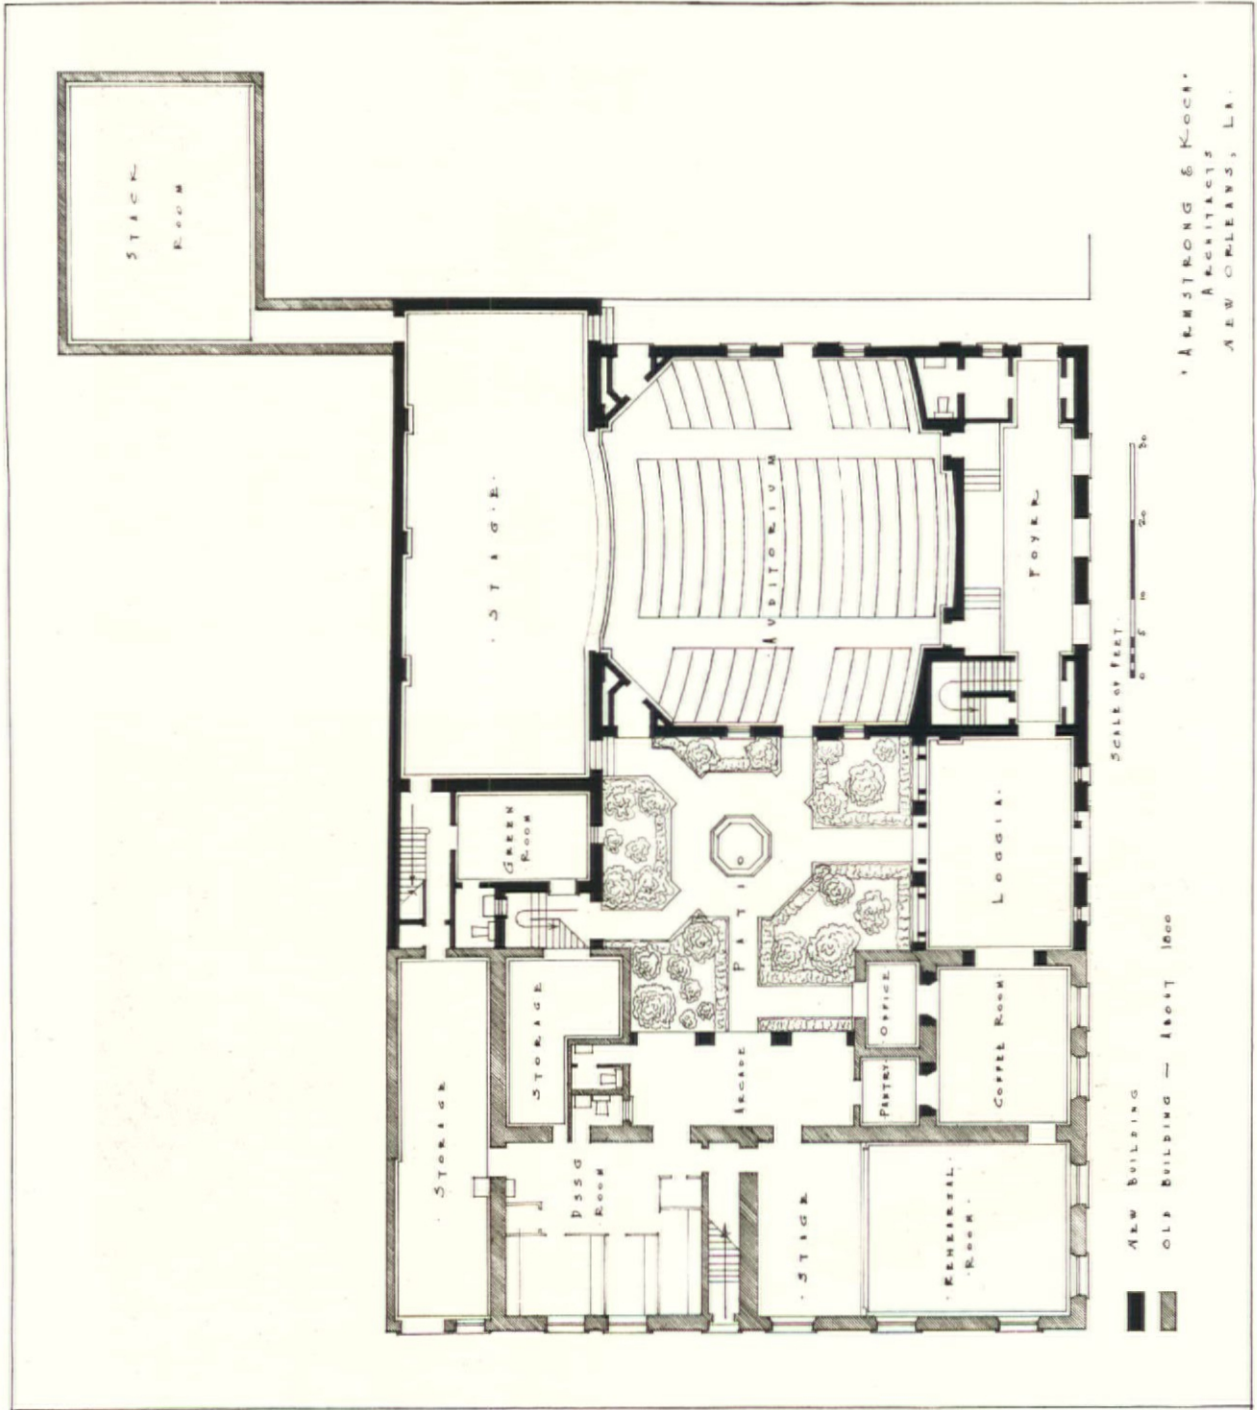 STACK
ROOM
· STAGE ·
AUDITORIUM
FOYER
GREEN
ROOM
PATIO
LOGGIA
STORAGE
STORAGE
DSSG
ROOM
ARCADE
OFFICE
PANTRY
COFFEE ROOM
· STAGE
· REHEARSAL
ROOM ·
SCALE OF FEET
0 5 10 20 30
NEW BUILDING
OLD BUILDING — ABOUT 1800
· ARMSTRONG & KOCH ·
ARCHITECTS
NEW ORLEANS, LA.